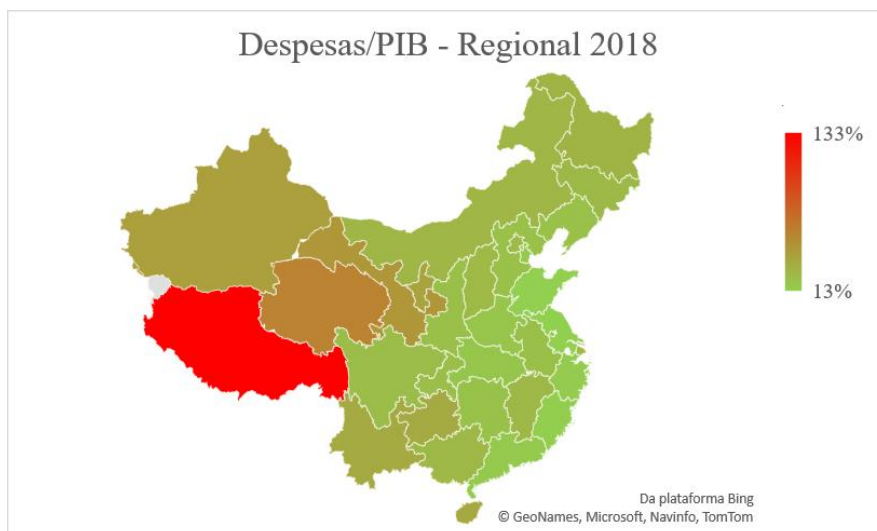 Despesas/PIB - Regional 2018
133%
13%
Da plataforma Bing
© GeoNames, Microsoft, Navinfo, TomTom